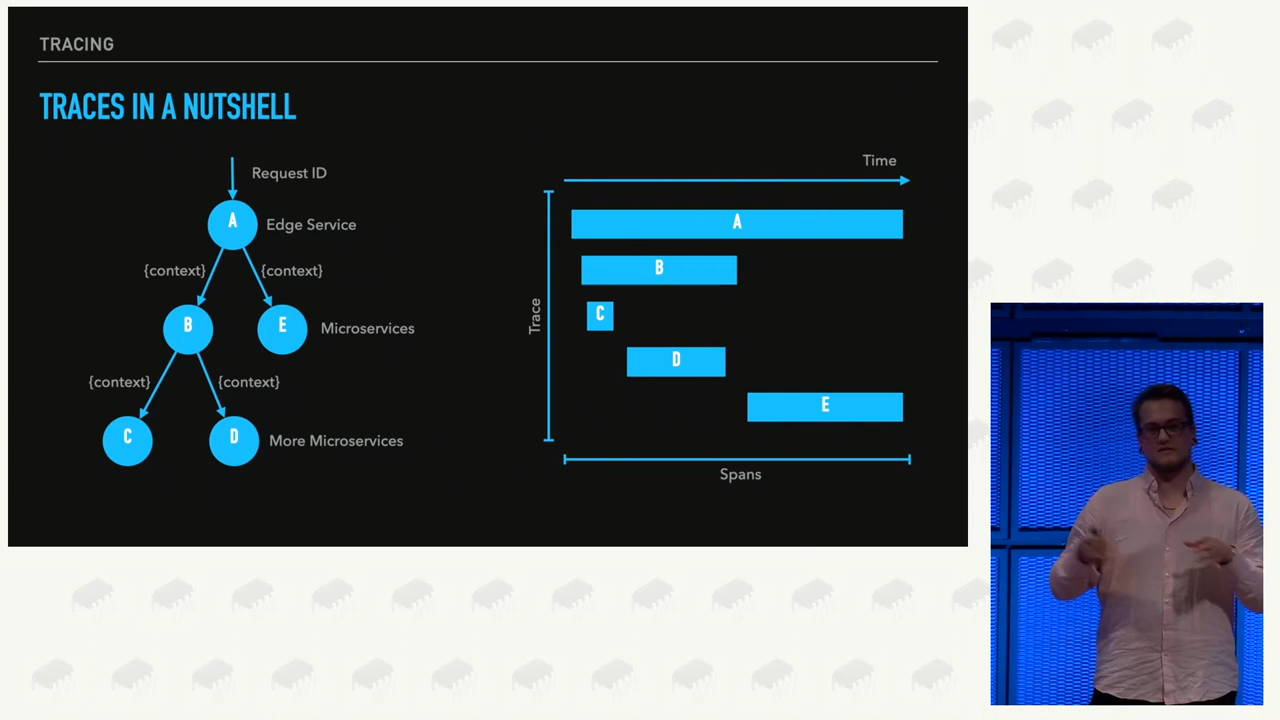 TRACING
TRACES IN A NUTSHELL
Request ID
A
Edge Service
{context}
{context}
B
E
Microservices
{context}
{context}
C
D
More Microservices
Time
Trace
A
B
C
D
E
Spans